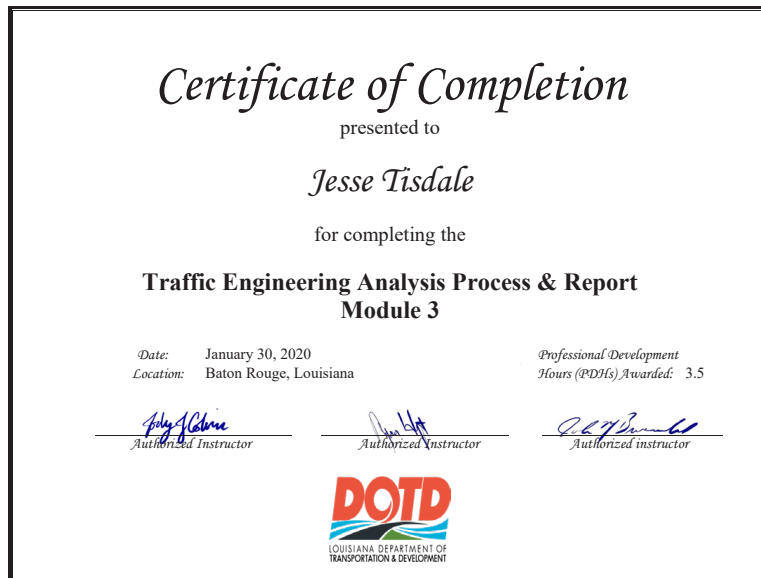 Certificate of Completion
presented to
Jesse Tisdale
for completing the
Traffic Engineering Analysis Process & Report
Module 3
Date: January 30, 2020
Location: Baton Rouge, Louisiana
Professional Development
Hours (PDHs) Awarded: 3.5
Authorized Instructor
Authorized Instructor
Authorized instructor
DOTD
LOUISIANA DEPARTMENT OF
TRANSPORTATION & DEVELOPMENT